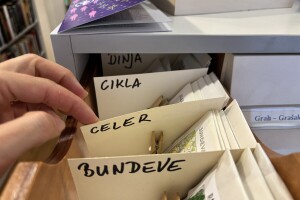 DINJA
CIKLA
CELER
BUNDEVE
Grah - Grašak